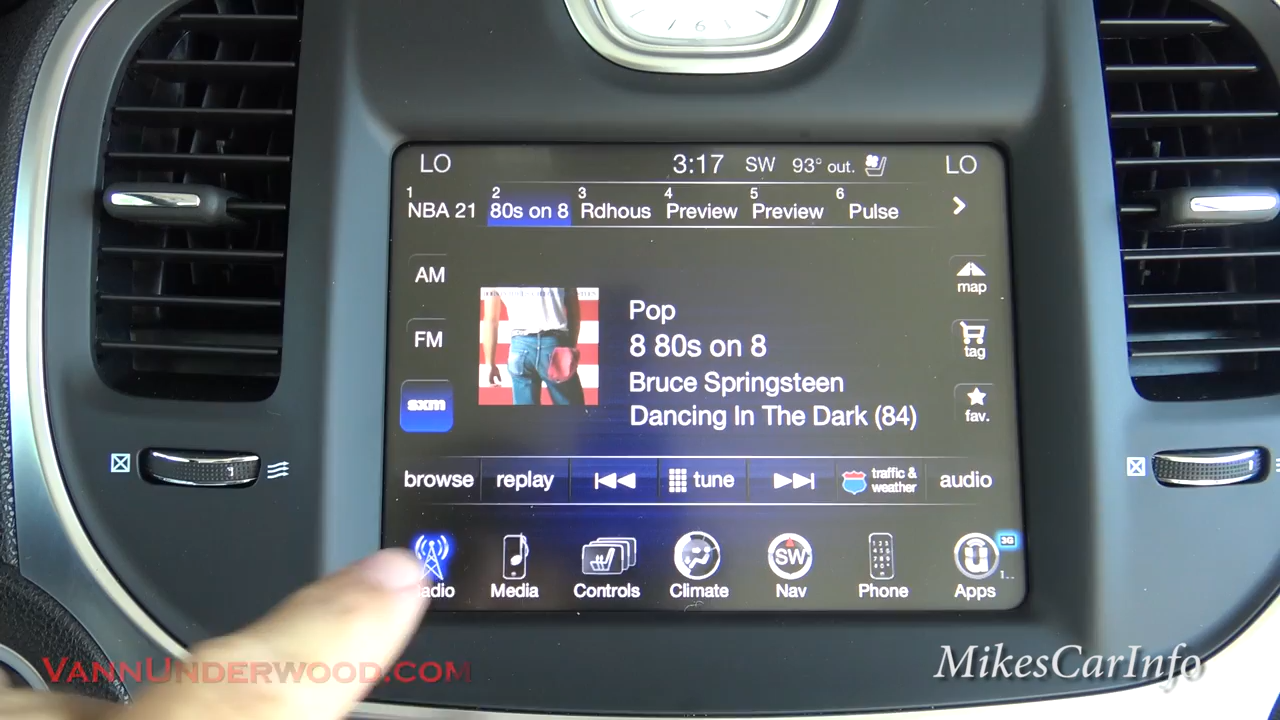 6
LO 3:17 SW 93° out. LO
1 2 3 4 5 6
NBA 21 80s on 8 Rdhous Preview Preview Pulse
AM
map
Pop
FM
8 80s on 8
tag
Bruce Springsteen
sxm
Dancing In The Dark (84)
fav.
browse replay tune traffic & weather audio
SW 3G
1..
adio Media Controls Climate Nav Phone Apps
VannUnderwood.com
MikesCarInfo